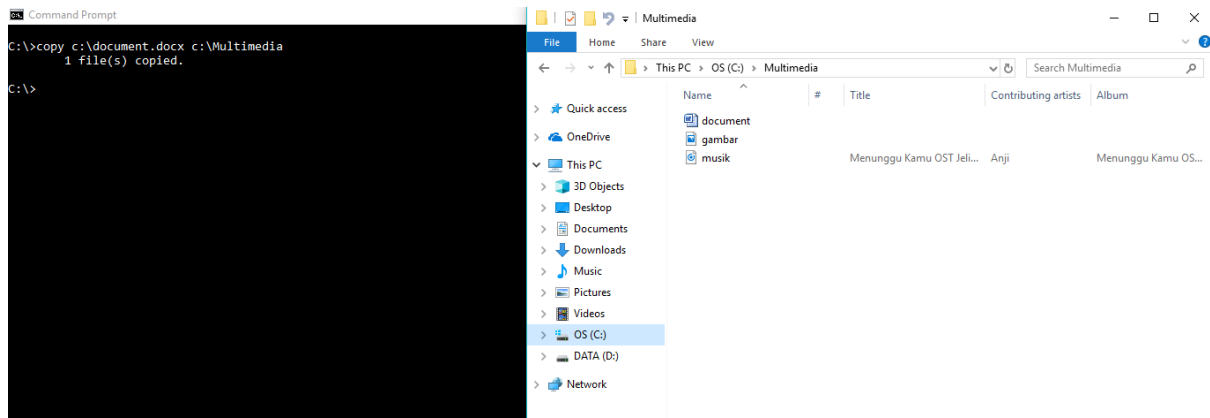 Command Prompt
C:\>copy c:\document.docx c:\Multimedia
1 file(s) copied.
C:\>
Multimedia
File Home Share View
This PC > OS (C:) > Multimedia
Search Multimedia
Name # Title Contributing artists Album
Quick access
OneDrive
This PC
3D Objects
Desktop
Documents
Downloads
Music
Pictures
Videos
OS (C:)
DATA (D:)
Network
document
gambar
musik Menunggu Kamu OST Jeli... Anji Menunggu Kamu OS...